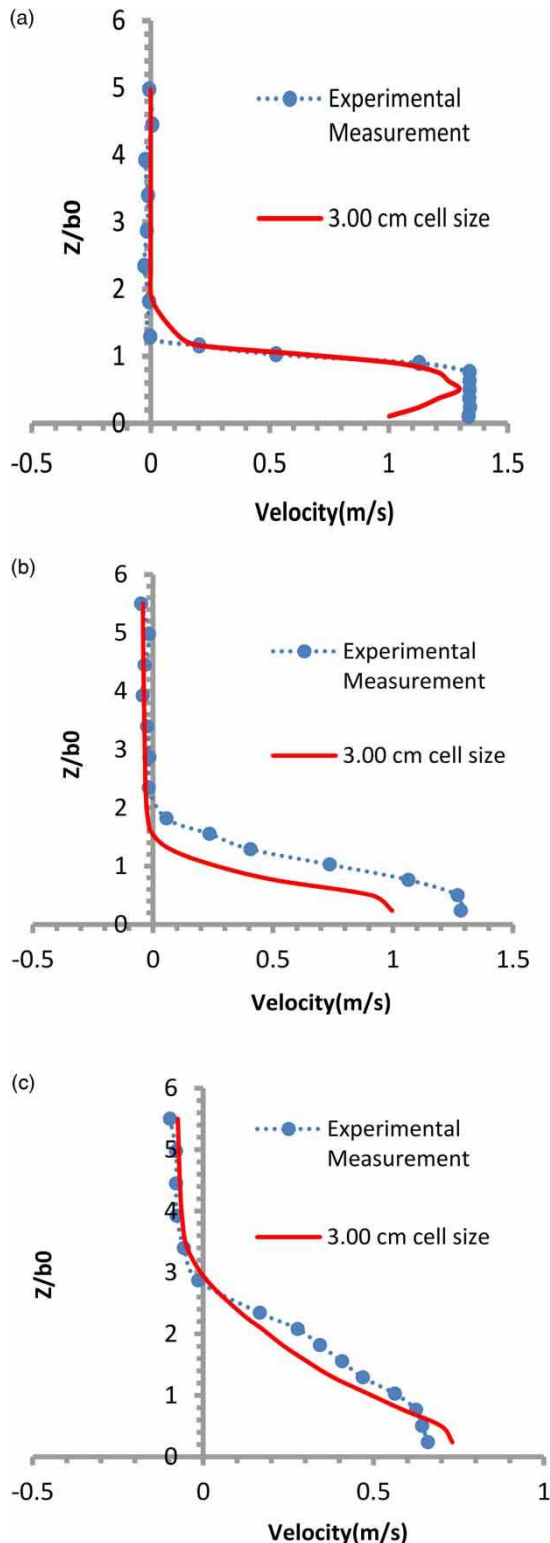 (a)
6
5
4
3
2
1
0
Z/b0
Experimental
Measurement
3.00 cm cell size
-0.5 0 0.5 1 1.5
Velocity(m/s)
(b)
6
5
4
3
2
1
0
Z/b0
Experimental
Measurement
3.00 cm cell size
-0.5 0 0.5 1 1.5
Velocity(m/s)
(c)
6
5
4
3
2
1
0
Z/b0
Experimental
Measurement
3.00 cm cell size
-0.5 0 0.5 1
Velocity(m/s)